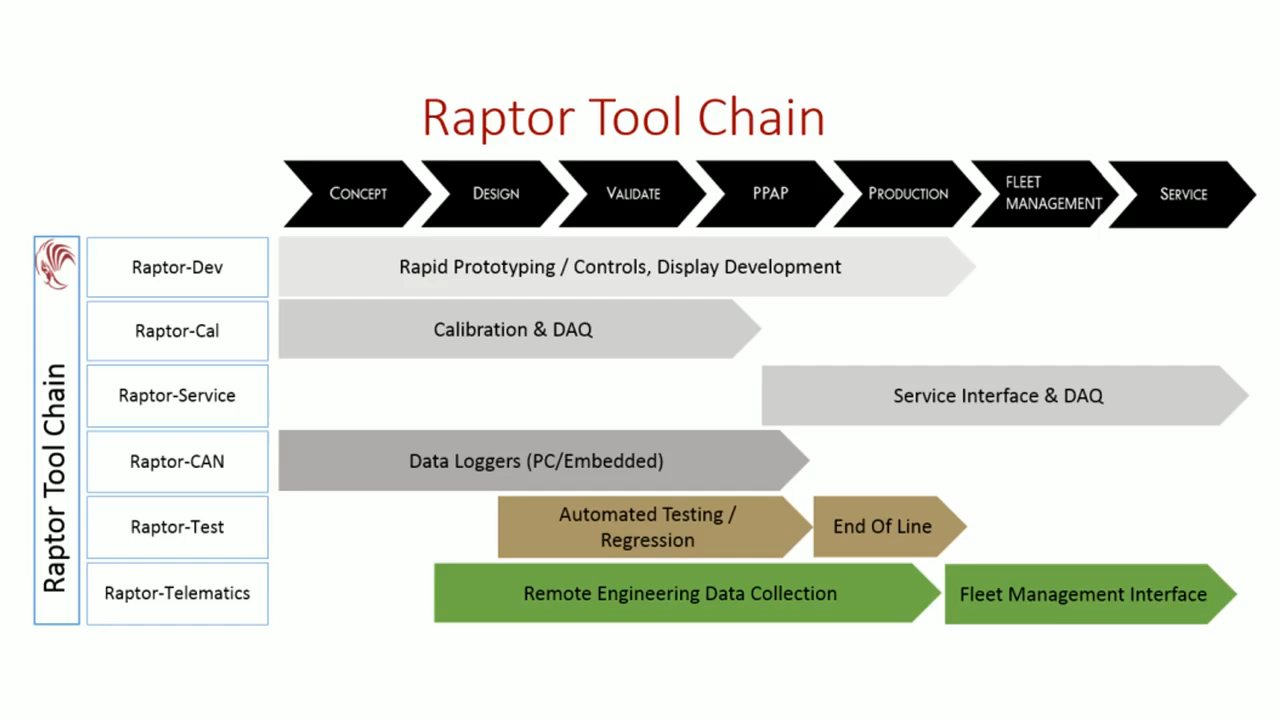 Raptor Tool Chain
CONCEPT
DESIGN
VALIDATE
PPAP
PRODUCTION
FLEET
MANAGEMENT
SERVICE
Raptor Tool Chain
Raptor-Dev
Rapid Prototyping / Controls, Display Development
Raptor-Cal
Calibration & DAQ
Raptor-Service
Service Interface & DAQ
Raptor-CAN
Data Loggers (PC/Embedded)
Raptor-Test
Automated Testing /
Regression
End Of Line
Raptor-Telematics
Remote Engineering Data Collection
Fleet Management Interface